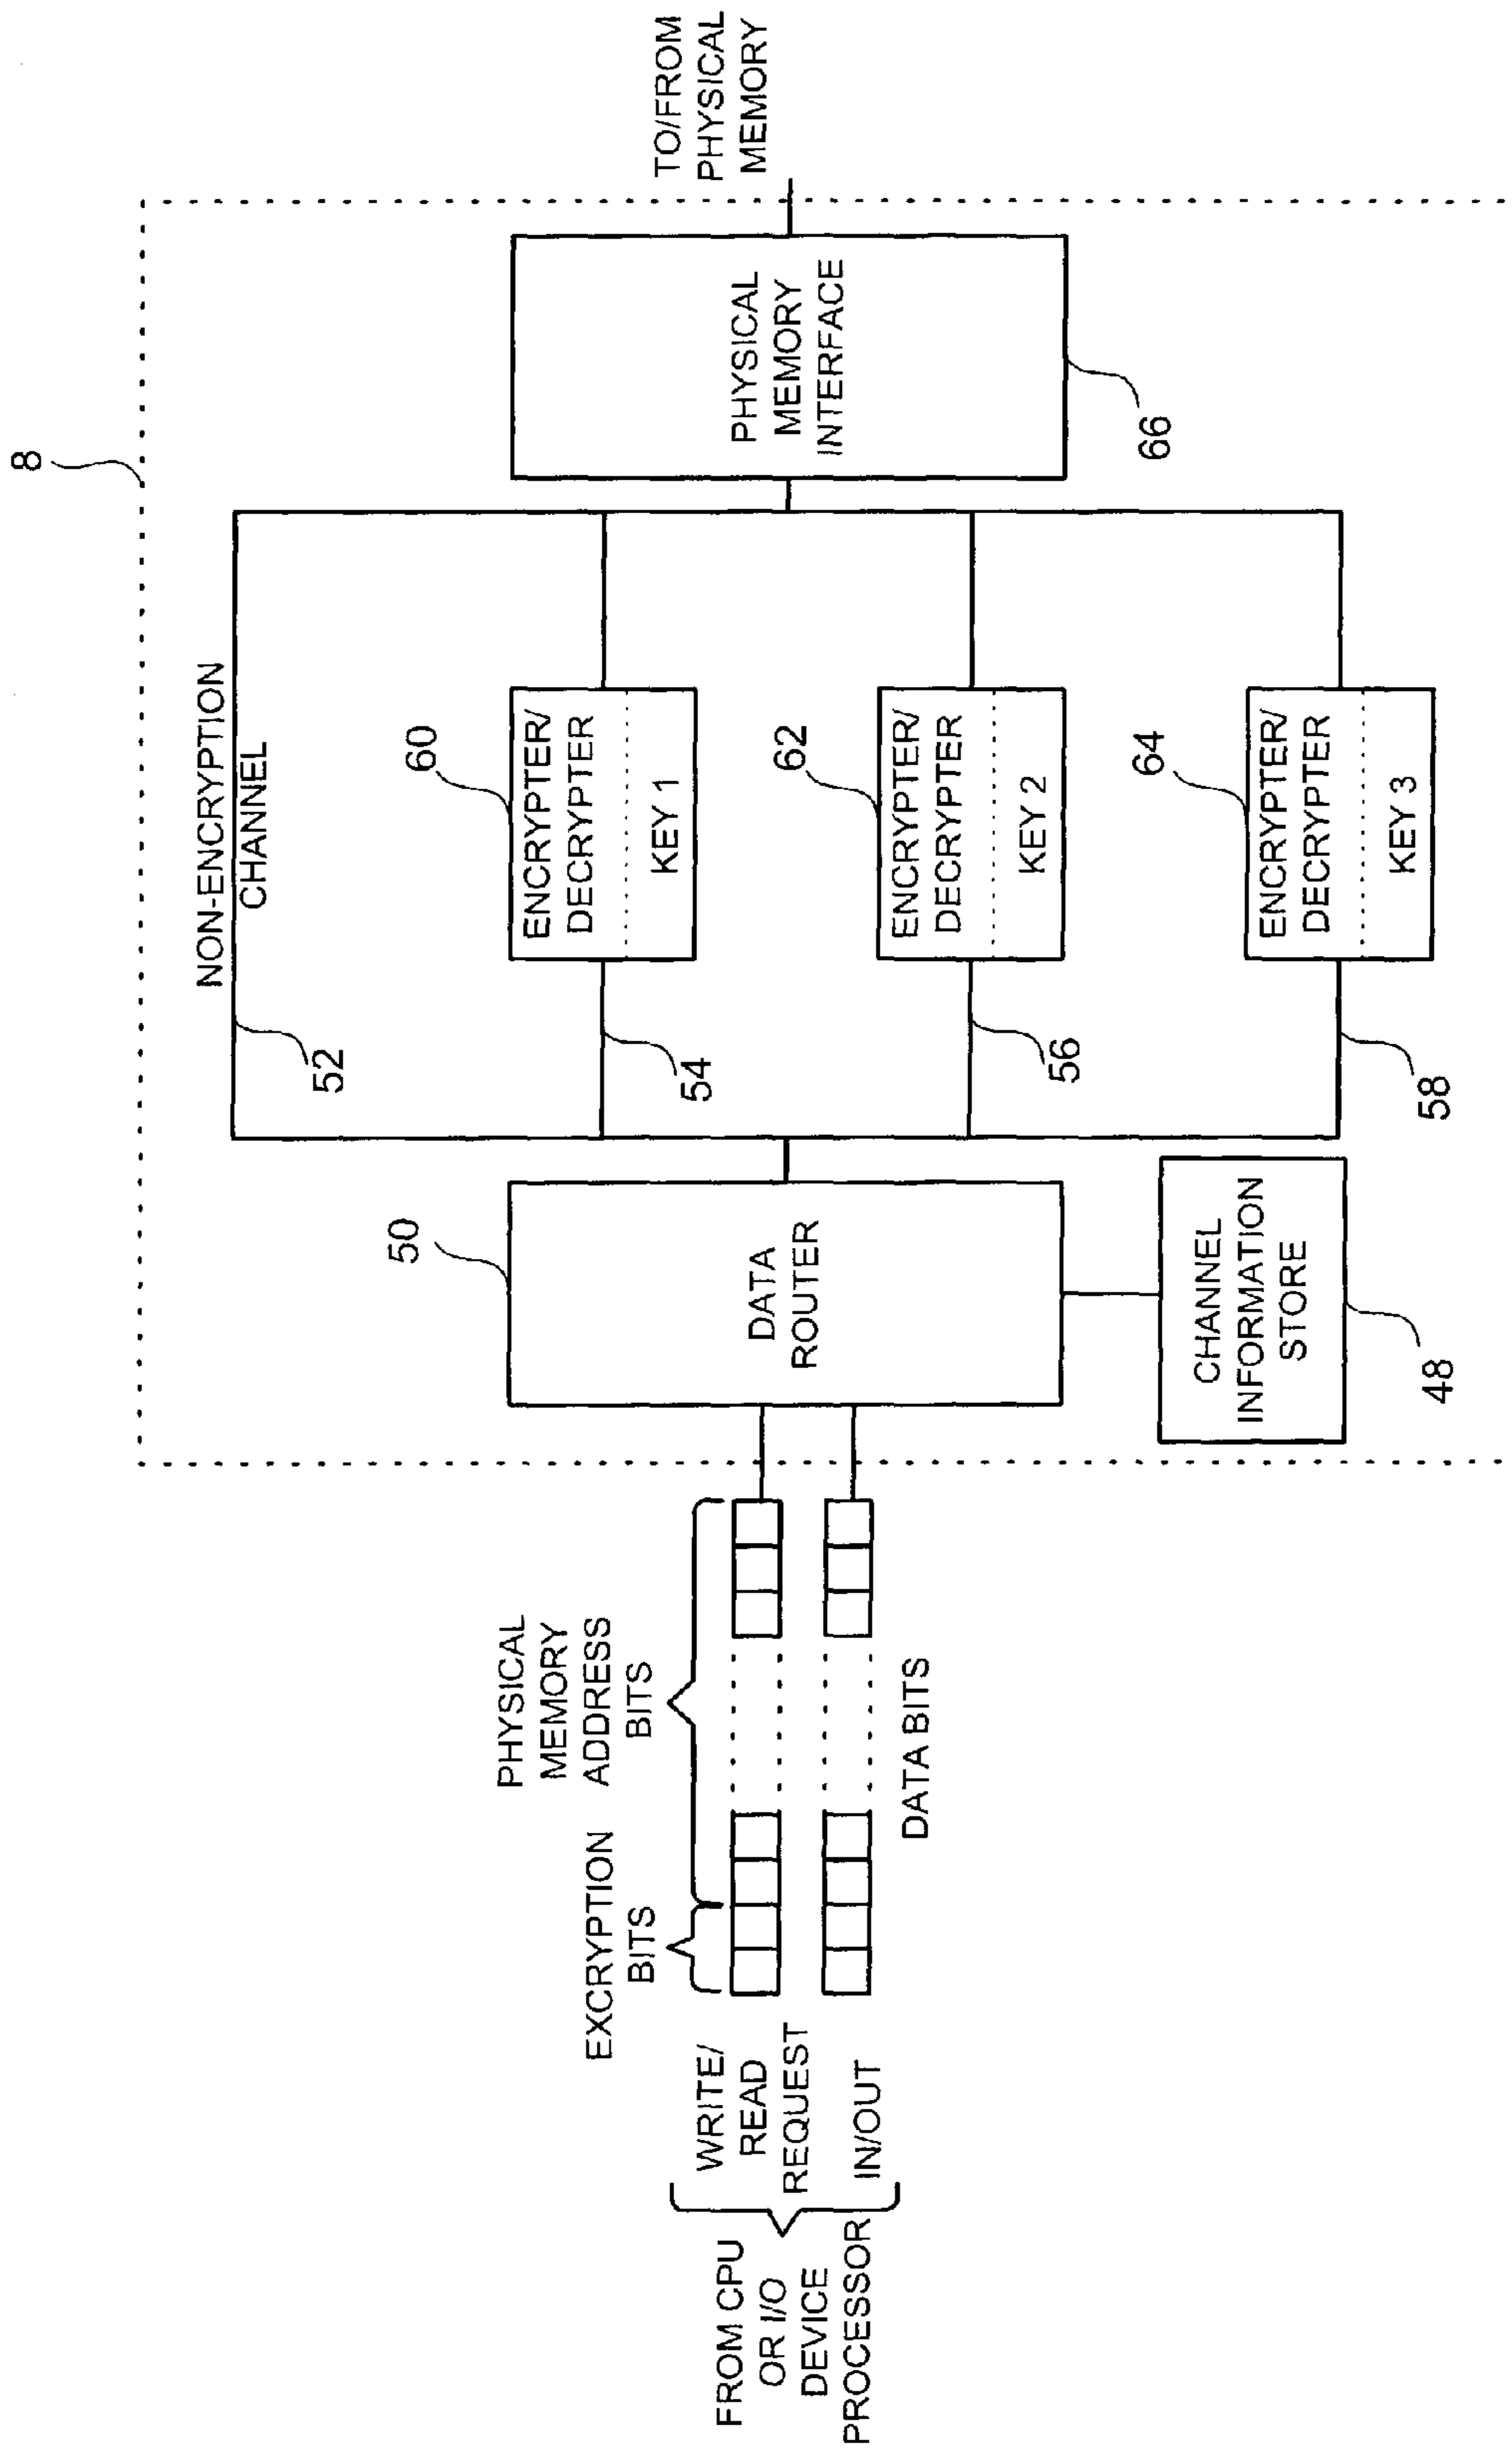 8
FROM CPU
OR I/O
DEVICE
PROCESSOR
WRITE/
READ
REQUEST
IN/OUT
EXCRYPTION
BITS
PHYSICAL
MEMORY
ADDRESS
BITS
DATA BITS
50
DATA
ROUTER
CHANNEL
INFORMATION
STORE
48
NON-ENCRYPTION
CHANNEL
52
54
60
ENCRYPTER/
DECRYPTER
KEY 1
56
62
ENCRYPTER/
DECRYPTER
KEY 2
58
64
ENCRYPTER/
DECRYPTER
KEY 3
PHYSICAL
MEMORY
INTERFACE
66
TO/FROM
PHYSICAL
MEMORY